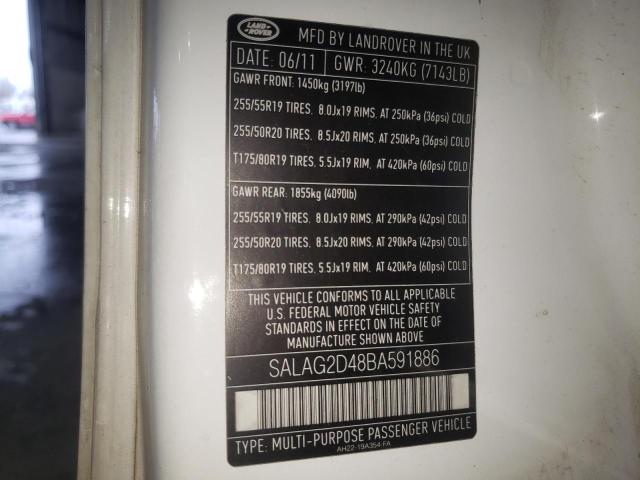 LAND ROVER
MFD BY LANDROVER IN THE UK
DATE: 06/11 GWR: 3240KG (7143LB)
GAWR FRONT: 1450kg (3197lb)
255/55R19 TIRES, 8.0Jx19 RIMS, AT 250kPa (36psi) COLD
255/50R20 TIRES, 8.5Jx20 RIMS, AT 250kPa (36psi) COLD
T175/80R19 TIRES, 5.5Jx19 RIM, AT 420kPa (60psi) COLD
GAWR REAR: 1855kg (4090lb)
255/55R19 TIRES, 8.0Jx19 RIMS, AT 290kPa (42psi) COLD
255/50R20 TIRES, 8.5Jx20 RIMS, AT 290kPa (42psi) COLD
T175/80R19 TIRES, 5.5Jx19 RIM, AT 420kPa (60psi) COLD
THIS VEHICLE CONFORMS TO ALL APPLICABLE
U.S. FEDERAL MOTOR VEHICLE SAFETY
STANDARDS IN EFFECT ON THE DATE OF
MANUFACTURE SHOWN ABOVE
SALAG2D48BA591886
TYPE: MULTI-PURPOSE PASSENGER VEHICLE
AH22-19A354-FA